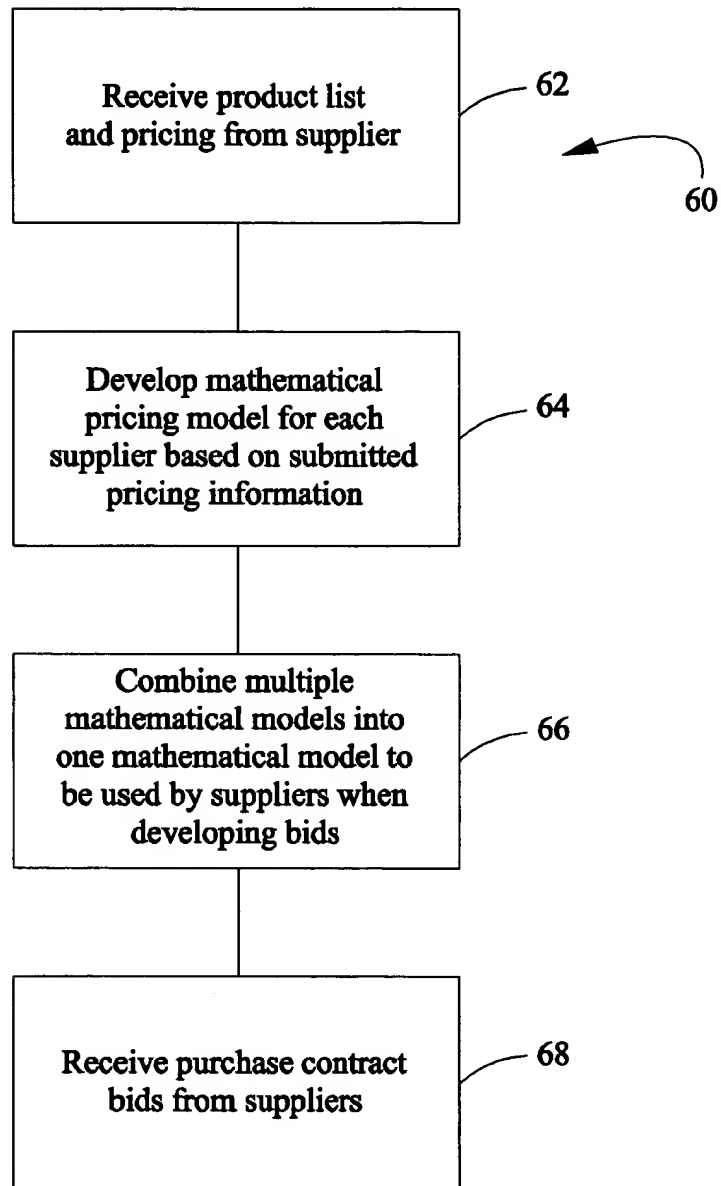 Receive product list
and pricing from supplier
62
60
Develop mathematical
pricing model for each
supplier based on submitted
pricing information
64
Combine multiple
mathematical models into
one mathematical model to
be used by suppliers when
developing bids
66
Receive purchase contract
bids from suppliers
68